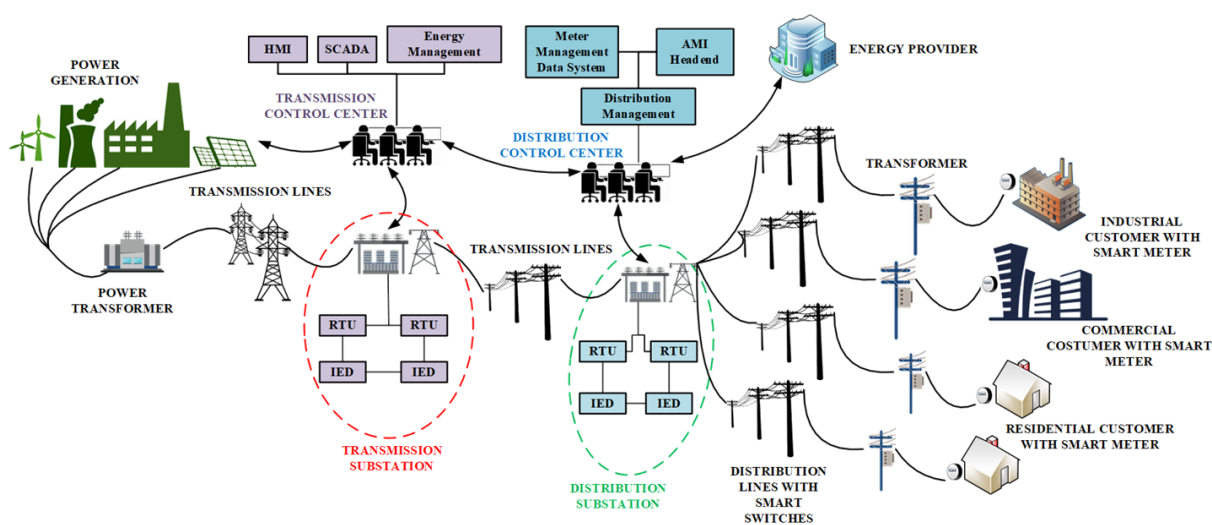 HMI
SCADA
Energy
Management
Meter
Management
Data System
AMI
Headend
ENERGY PROVIDER
POWER
GENERATION
TRANSMISSION
CONTROL CENTER
Distribution
Management
DISTRIBUTION
CONTROL CENTER
TRANSFORMER
TRANSMISSION LINES
INDUSTRIAL
CUSTOMER WITH
SMART METER
TRANSMISSION LINES
POWER
TRANSFORMER
RTU
RTU
IED
IED
RTU
RTU
IED
IED
COMMERCIAL
COSTUMER WITH SMART
METER
TRANSMISSION
SUBSTATION
DISTRIBUTION
SUBSTATION
DISTRIBUTION
LINES WITH
SMART
SWITCHES
RESIDENTIAL CUSTOMER
WITH SMART METER